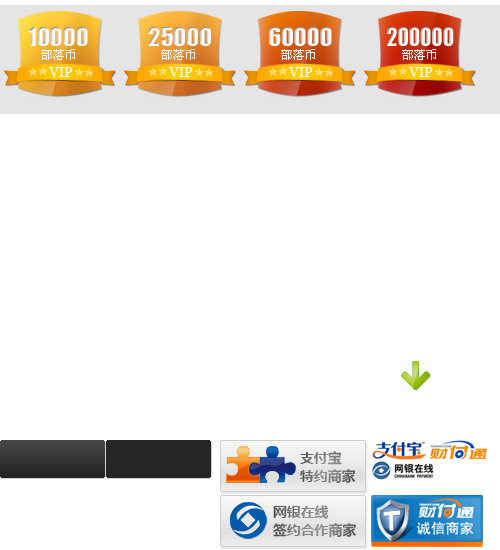 10000
部落币
★★VIP★★
25000
部落币
★★VIP★★
60000
部落币
★★VIP★★
200000
部落币
★★VIP★★
支付宝
特约商家
支付宝
财付通
网银在线
CHINABANK PAYMENT
网银在线
签约合作商家
财付通
诚信商家